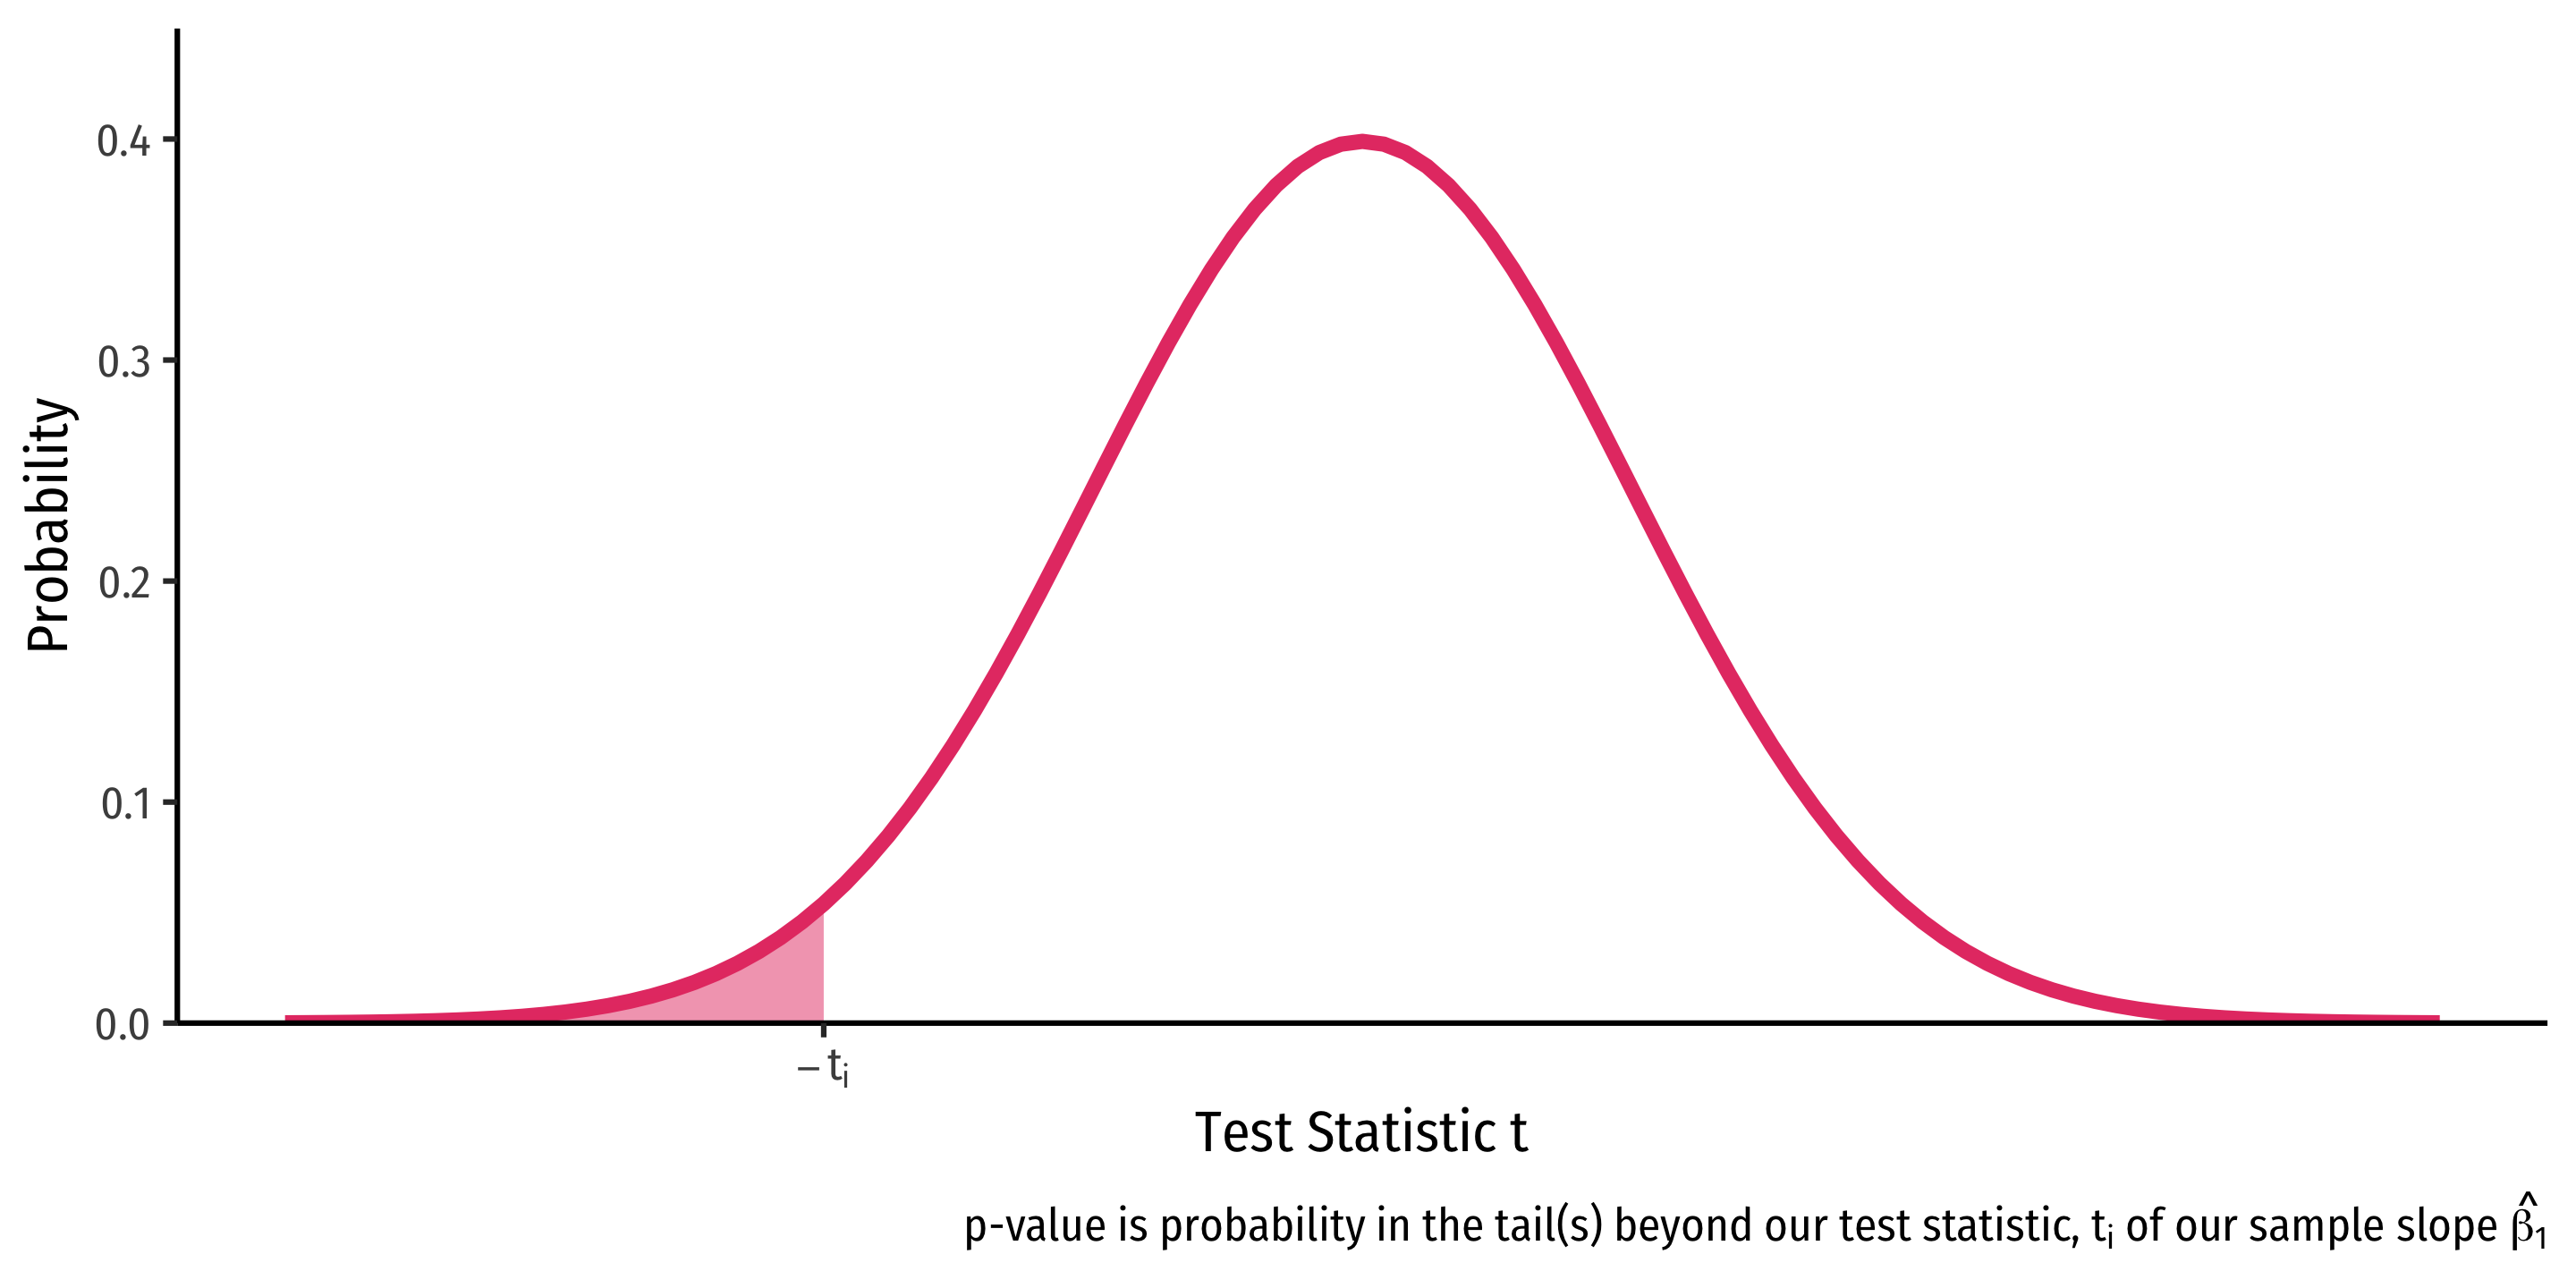 Probability
0.4
0.3
0.2
0.1
0.0
– tᵢ
Test Statistic t
p-value is probability in the tail(s) beyond our test statistic, tᵢ of our sample slope β̂₁